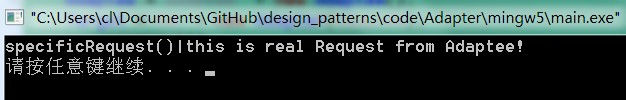 "C:\Users\cl\Documents\GitHub\design_patterns\code\Adapter\mingw5\main.exe"
specificRequest()|this is real Request from Adaptee!
请按任意键继续. . .